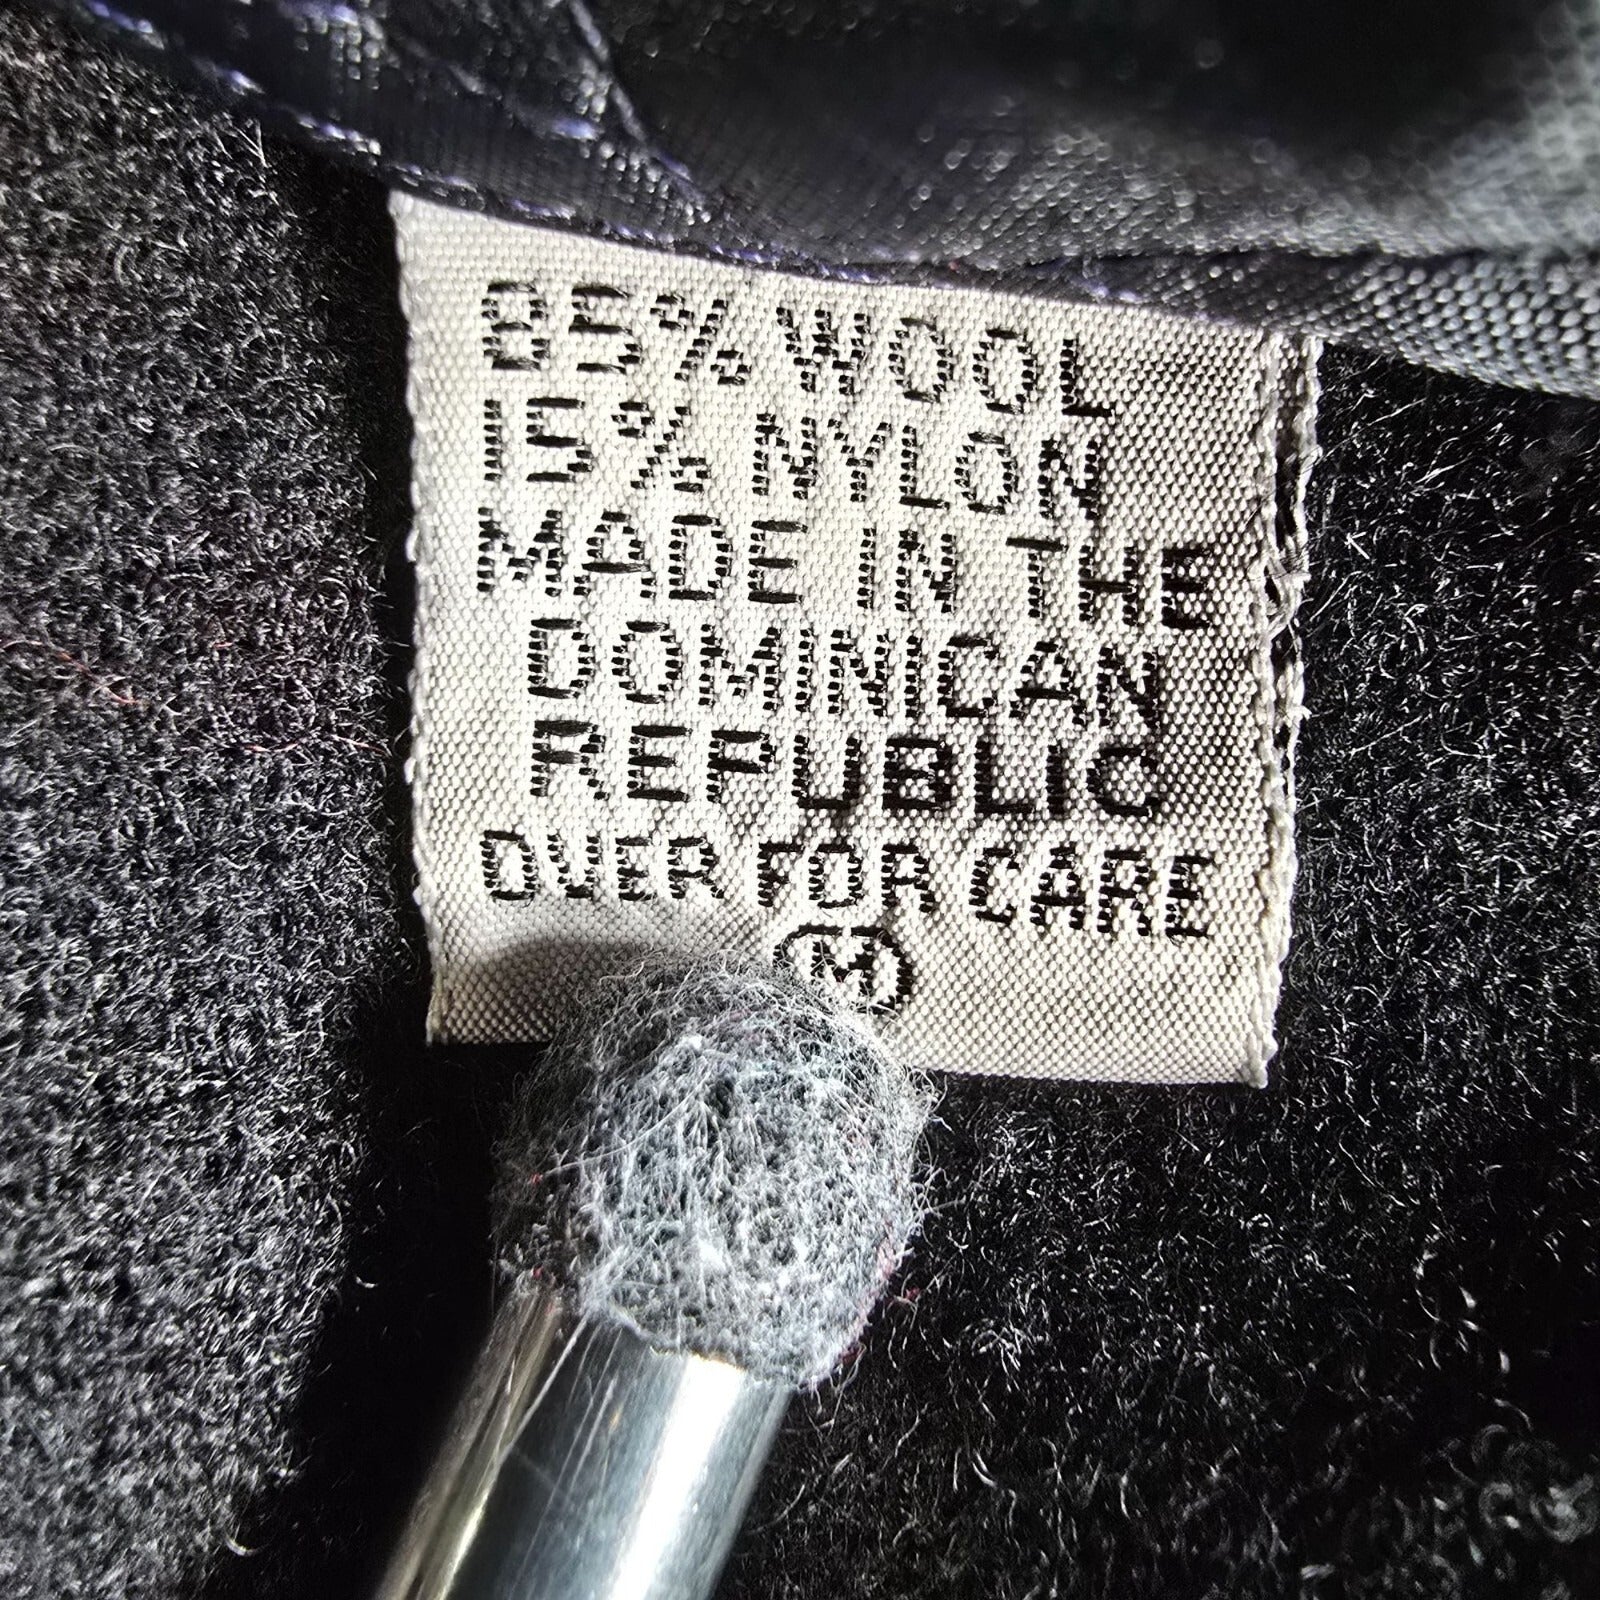 85% WOOL
15% NYLON
MADE IN THE
DOMINICAN
REPUBLIC
OVER FOR CARE
M